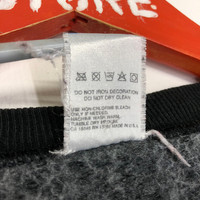 STORE
DO NOT IRON DECORATION
DO NOT DRY CLEAN
USE NON-CHLORINE BLEACH
ONLY IF NEEDED.
MACHINE WASH WARM,
TUMBLE DRY MEDIUM
MADE IN U.S.A.